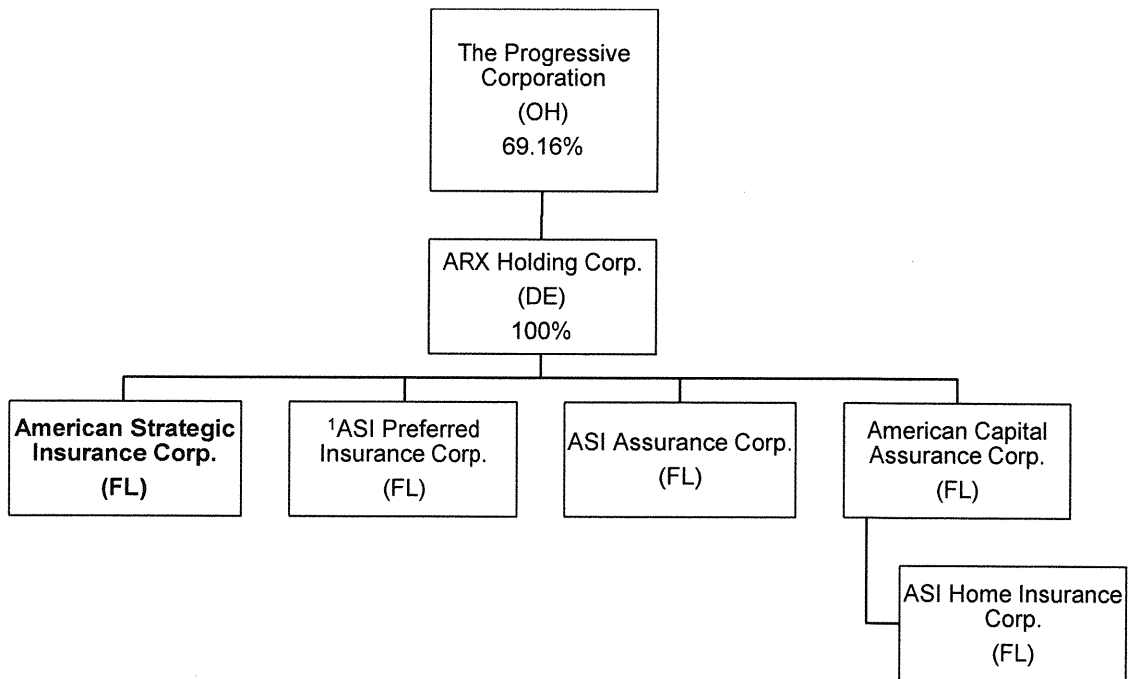 The Progressive
Corporation
(OH)
69.16%
ARX Holding Corp.
(DE)
100%
American Strategic
Insurance Corp.
(FL)
¹ASI Preferred
Insurance Corp.
(FL)
ASI Assurance Corp.
(FL)
American Capital
Assurance Corp.
(FL)
ASI Home Insurance
Corp.
(FL)